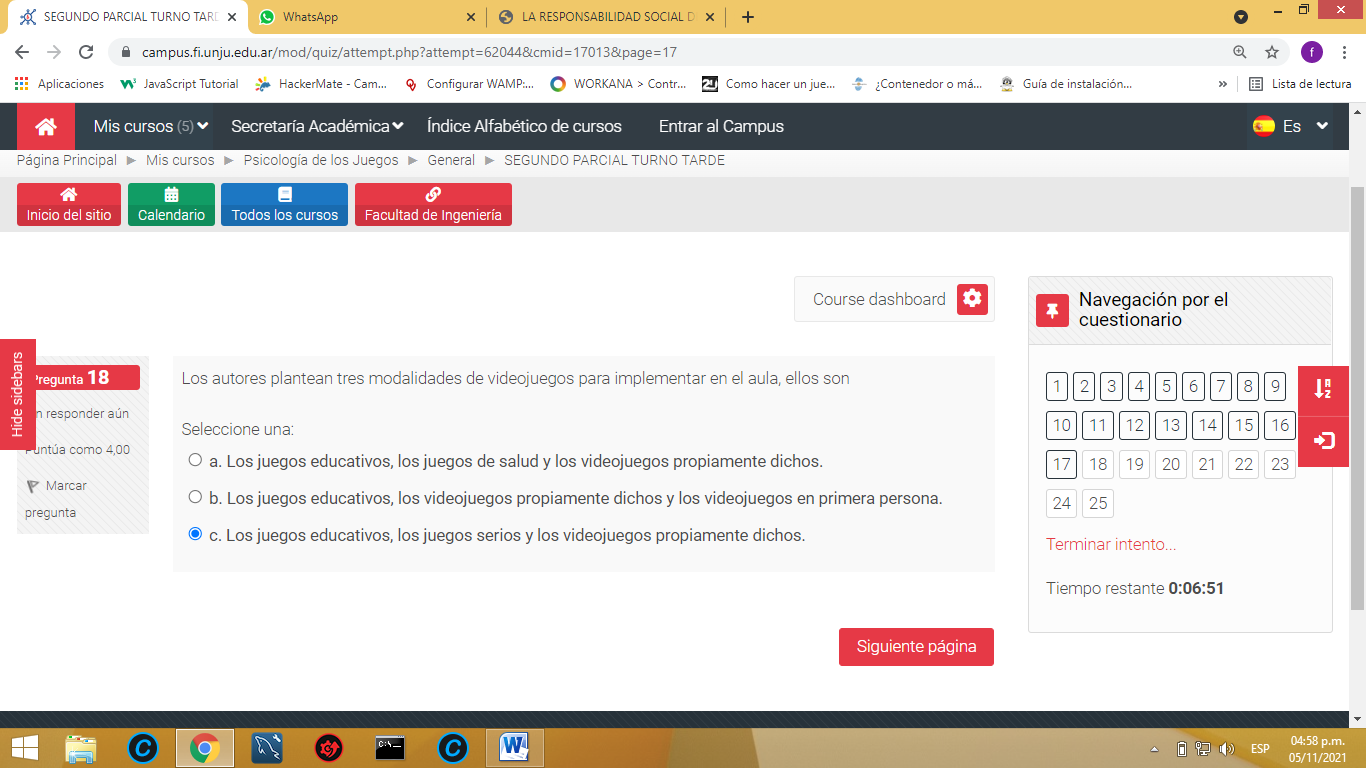 SEGUNDO PARCIAL TURNO TARD
WhatsApp
LA RESPONSABILIDAD SOCIAL D
campus.fi.unju.edu.ar/mod/quiz/attempt.php?attempt=62044&cmid=17013&page=17
f
Aplicaciones
JavaScript Tutorial
HackerMate - Cam...
Configurar WAMP:...
WORKANA > Contr...
Como hacer un jue...
¿Contenedor o má...
Guía de instalación...
»
Lista de lectura
Mis cursos (5)
Secretaría Académica
Índice Alfabético de cursos
Entrar al Campus
Es
Página Principal ► Mis cursos ► Psicología de los Juegos ► General ► SEGUNDO PARCIAL TURNO TARDE
Inicio del sitio
Calendario
Todos los cursos
Facultad de Ingeniería
Course dashboard
Hide sidebars
Pregunta 18
n responder aún
Puntúa como 4,00
Marcar
pregunta
Los autores plantean tres modalidades de videojuegos para implementar en el aula, ellos son
Seleccione una:
a. Los juegos educativos, los juegos de salud y los videojuegos propiamente dichos.
b. Los juegos educativos, los videojuegos propiamente dichos y los videojuegos en primera persona.
c. Los juegos educativos, los juegos serios y los videojuegos propiamente dichos.
Siguiente página
Navegación por el
cuestionario
1 2 3 4 5 6 7 8 9
10 11 12 13 14 15 16
17 18 19 20 21 22 23
24 25
Terminar intento...
Tiempo restante 0:06:51
ESP
04:58 p.m.
05/11/2021